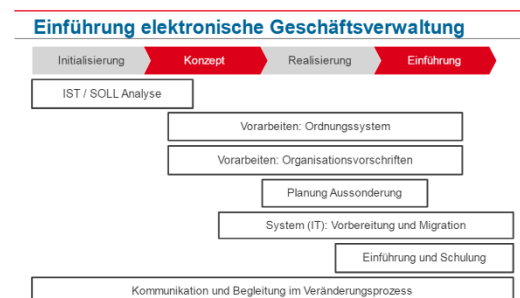 Einführung elektronische Geschäftsverwaltung
Initialisierung Konzept Realisierung Einführung
IST / SOLL Analyse
Vorarbeiten: Ordnungssystem
Vorarbeiten: Organisationsvorschriften
Planung Aussonderung
System (IT): Vorbereitung und Migration
Einführung und Schulung
Kommunikation und Begleitung im Veränderungsprozess